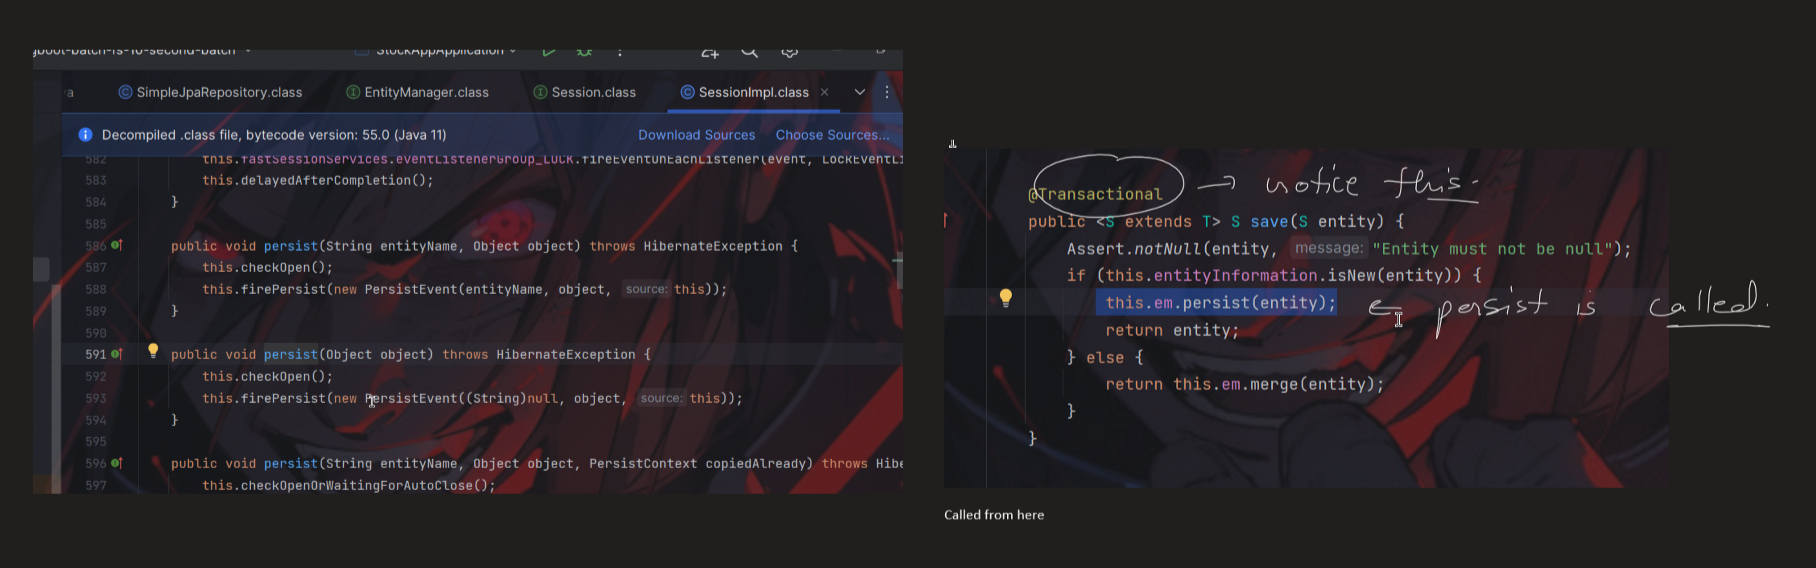 gboot-batch-fs-10-second-batch
StockAppApplication
SimpleJpaRepository.class
EntityManager.class
Session.class
SessionImpl.class
Decompiled .class file, bytecode version: 55.0 (Java 11)
Download Sources
Choose Sources...
582 this.fastSessionServices.eventListenerGroup_LOCK.fireEventOnEachListener(event, LockEventLi
583 this.delayedAfterCompletion();
584 }
585
586 public void persist(String entityName, Object object) throws HibernateException {
587 this.checkOpen();
588 this.firePersist(new PersistEvent(entityName, object, source: this));
589 }
590
591 public void persist(Object object) throws HibernateException {
592 this.checkOpen();
593 this.firePersist(new PersistEvent((String)null, object, source: this));
594 }
595
596 public void persist(String entityName, Object object, PersistContext copiedAlready) throws Hibe
597 this.checkOpenOrWaitingForAutoClose();
@Transactional → notice this.
public <S extends T> S save(S entity) {
Assert.notNull(entity, message: "Entity must not be null");
if (this.entityInformation.isNew(entity)) {
this.em.persist(entity); ← persist is called.
return entity;
} else {
return this.em.merge(entity);
}
}
Called from here